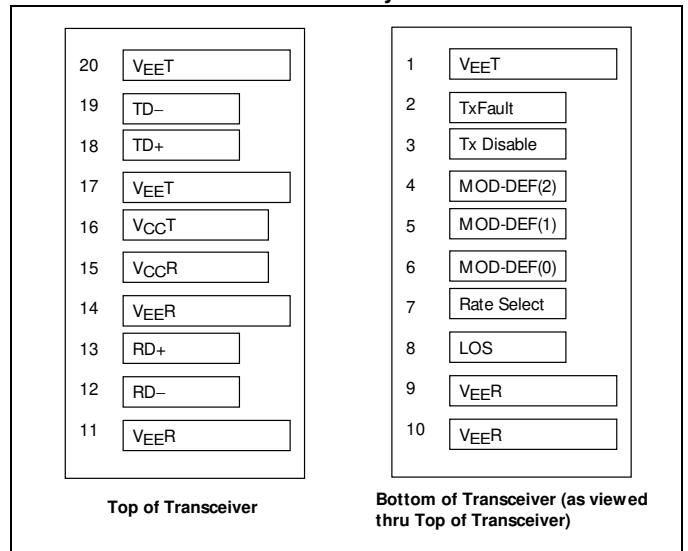 20 VEET
19 TD−
18 TD+
17 VEET
16 VCCT
15 VCCR
14 VEER
13 RD+
12 RD−
11 VEER
Top of Transceiver
1 VEET
2 TxFault
3 Tx Disable
4 MOD-DEF(2)
5 MOD-DEF(1)
6 MOD-DEF(0)
7 Rate Select
8 LOS
9 VEER
10 VEER
Bottom of Transceiver (as viewed
thru Top of Transceiver)